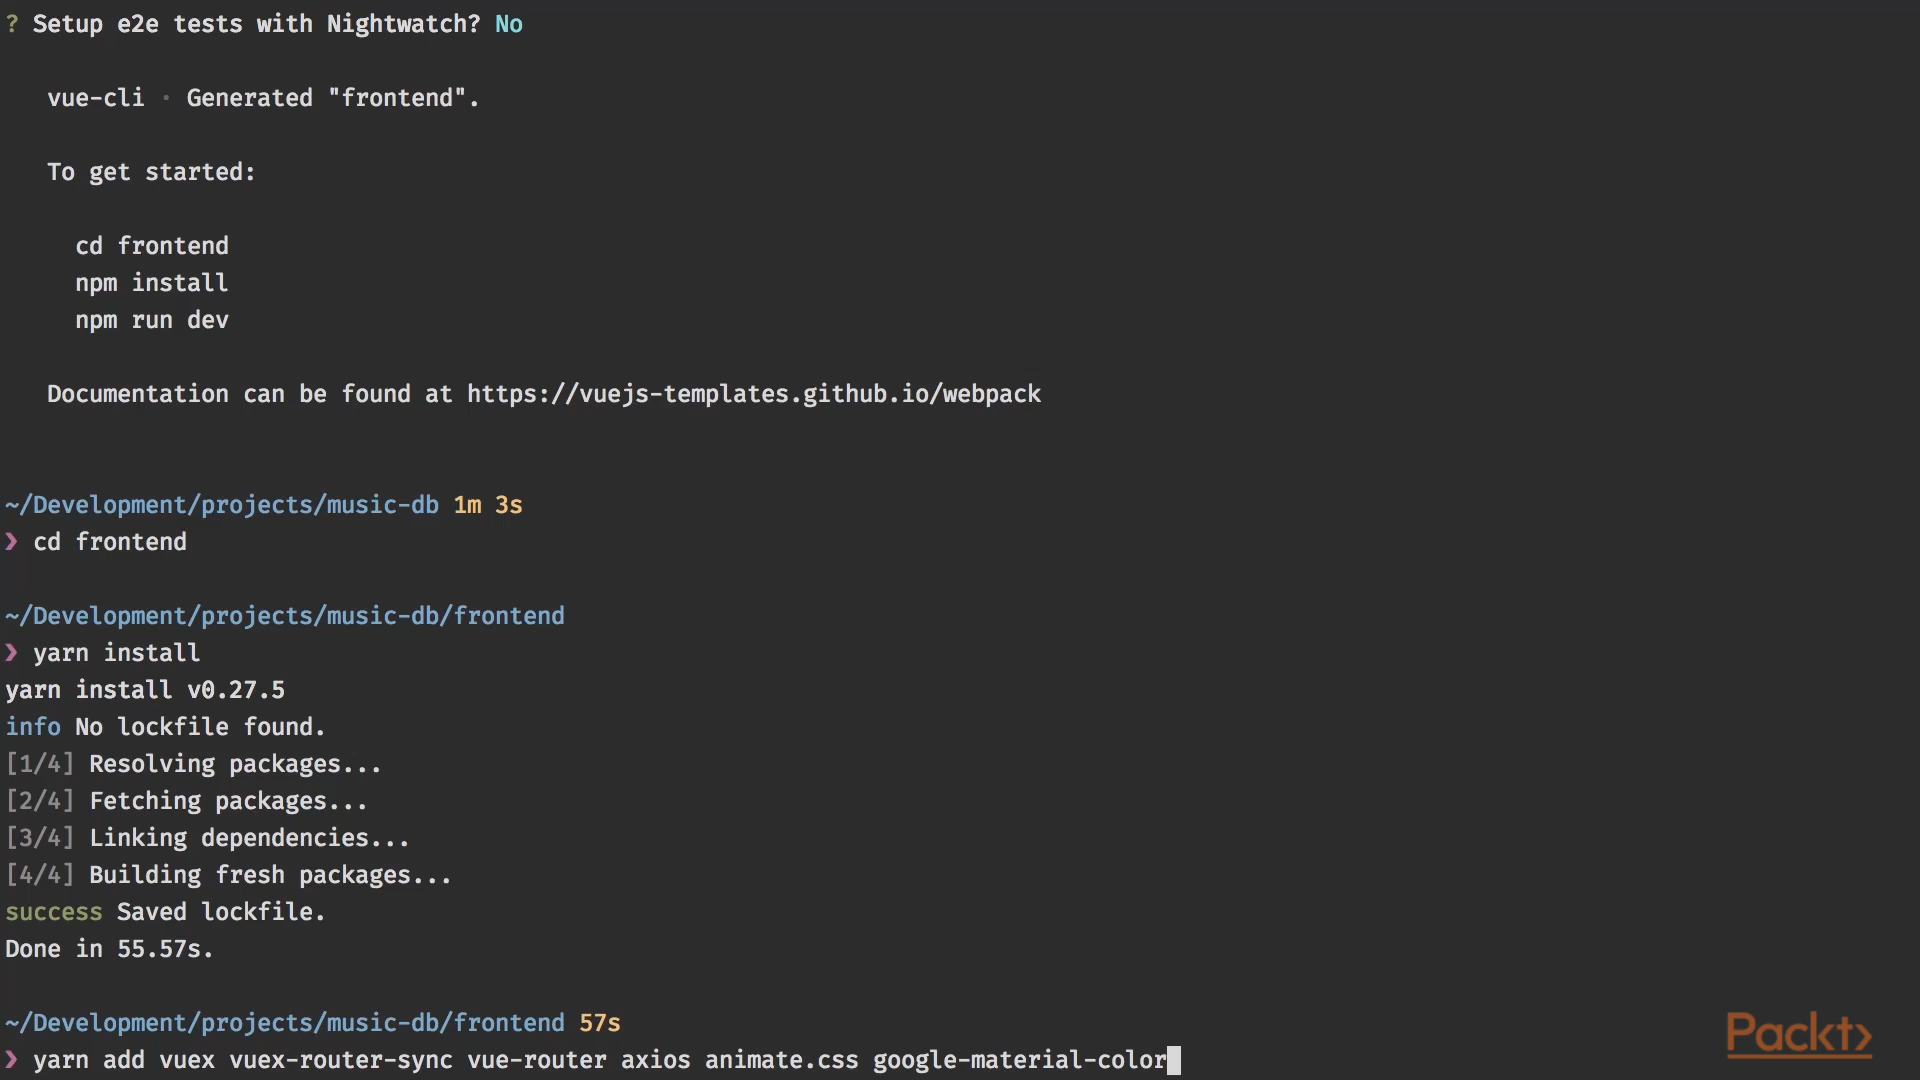 ? Setup e2e tests with Nightwatch? No
vue-cli · Generated "frontend".
To get started:
cd frontend
npm install
npm run dev
Documentation can be found at https://vuejs-templates.github.io/webpack
~/Development/projects/music-db 1m 3s
❯ cd frontend
~/Development/projects/music-db/frontend
❯ yarn install
yarn install v0.27.5
info No lockfile found.
[1/4] Resolving packages...
[2/4] Fetching packages...
[3/4] Linking dependencies...
[4/4] Building fresh packages...
success Saved lockfile.
Done in 55.57s.
~/Development/projects/music-db/frontend 57s
❯ yarn add vuex vuex-router-sync vue-router axios animate.css google-material-color
Packt>